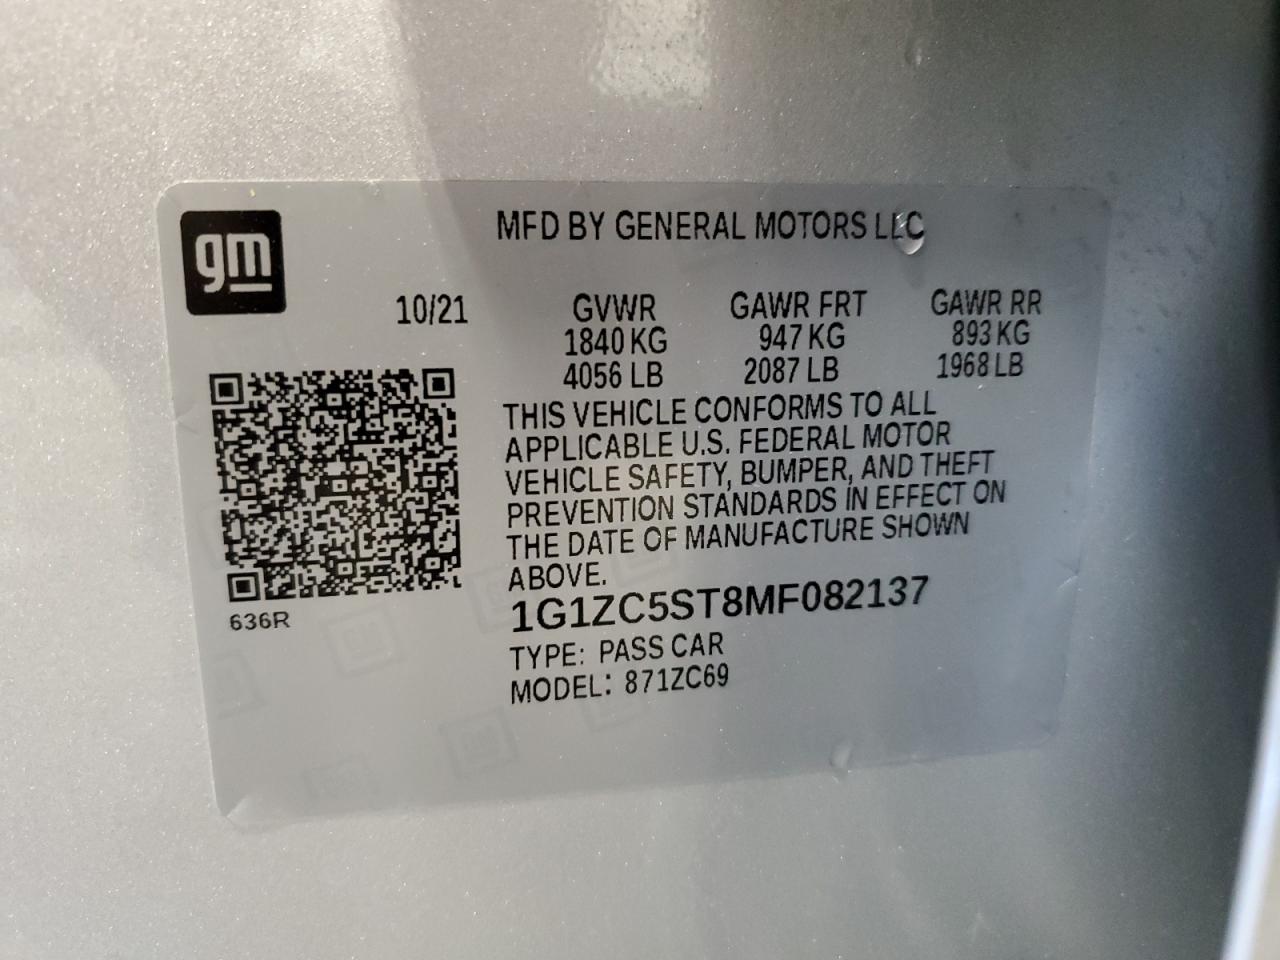 gm
MFD BY GENERAL MOTORS LLC
10/21
GVWR GAWR FRT GAWR RR
1840 KG 947 KG 893 KG
4056 LB 2087 LB 1968 LB
THIS VEHICLE CONFORMS TO ALL
APPLICABLE U.S. FEDERAL MOTOR
VEHICLE SAFETY, BUMPER, AND THEFT
PREVENTION STANDARDS IN EFFECT ON
THE DATE OF MANUFACTURE SHOWN
ABOVE.
1G1ZC5ST8MF082137
636R
TYPE: PASS CAR
MODEL: 871ZC69